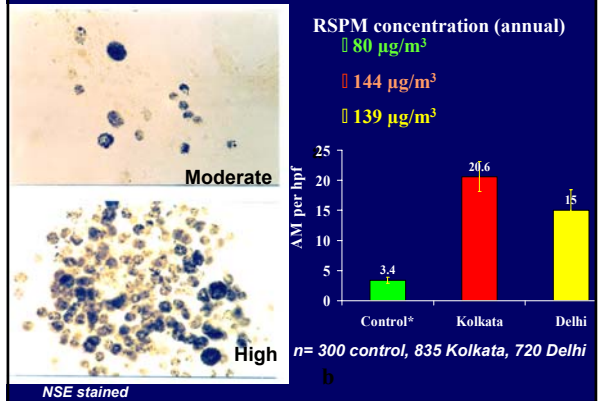 Moderate
High
NSE stained
RSPM concentration (annual)
80 µg/m³
144 µg/m³
139 µg/m³
AM per hpf
25
20
15
10
5
0
3.4
20.6
15
Control*
Kolkata
Delhi
n= 300 control, 835 Kolkata, 720 Delhi
b